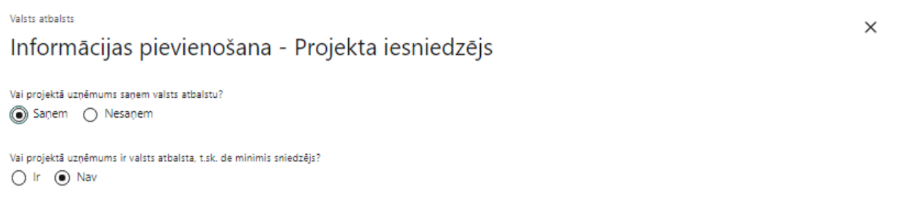 Valsts atbalsts
Informācijas pievienošana - Projekta iesniedzējs
Vai projektā uzņēmums saņem valsts atbalstu?
Saņem Nesaņem
Vai projektā uzņēmums ir valsts atbalsta, t.sk. de minimis sniedzējs?
Ir Nav